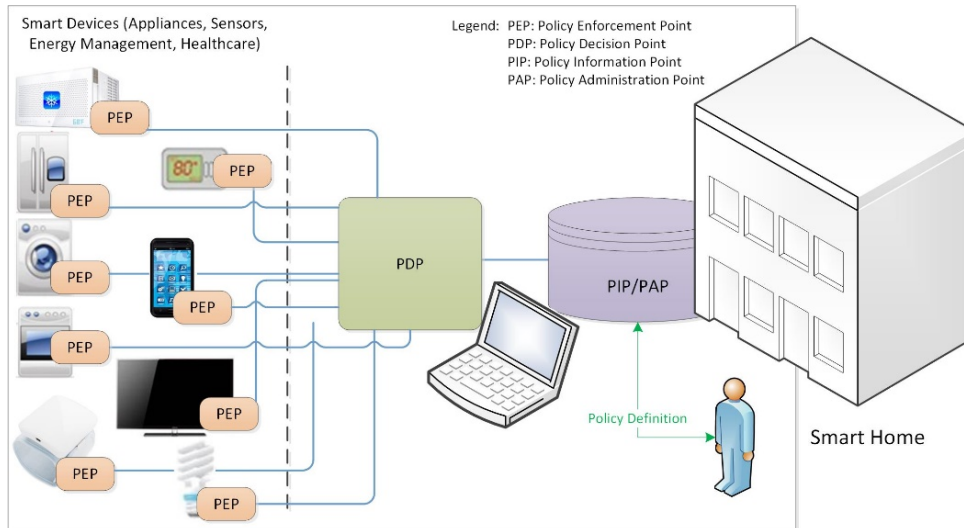 Smart Devices (Appliances, Sensors,
Energy Management, Healthcare)
Legend: PEP: Policy Enforcement Point
PDP: Policy Decision Point
PIP: Policy Information Point
PAP: Policy Administration Point
PEP
80°
PEP
PEP
PEP
PEP
PEP
PEP
PEP
PEP
PDP
PIP/PAP
Policy Definition
Smart Home